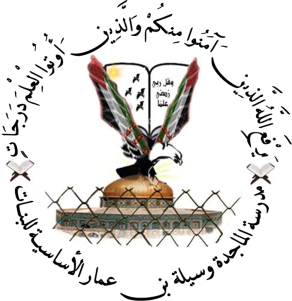 يرفع الله الذين آمنوا منكم والذين أوتوا العلم درجات
وقل ربي
زدني
علما
مدرسة الماجدة وسيلة بن عمار الأساسية للبنات